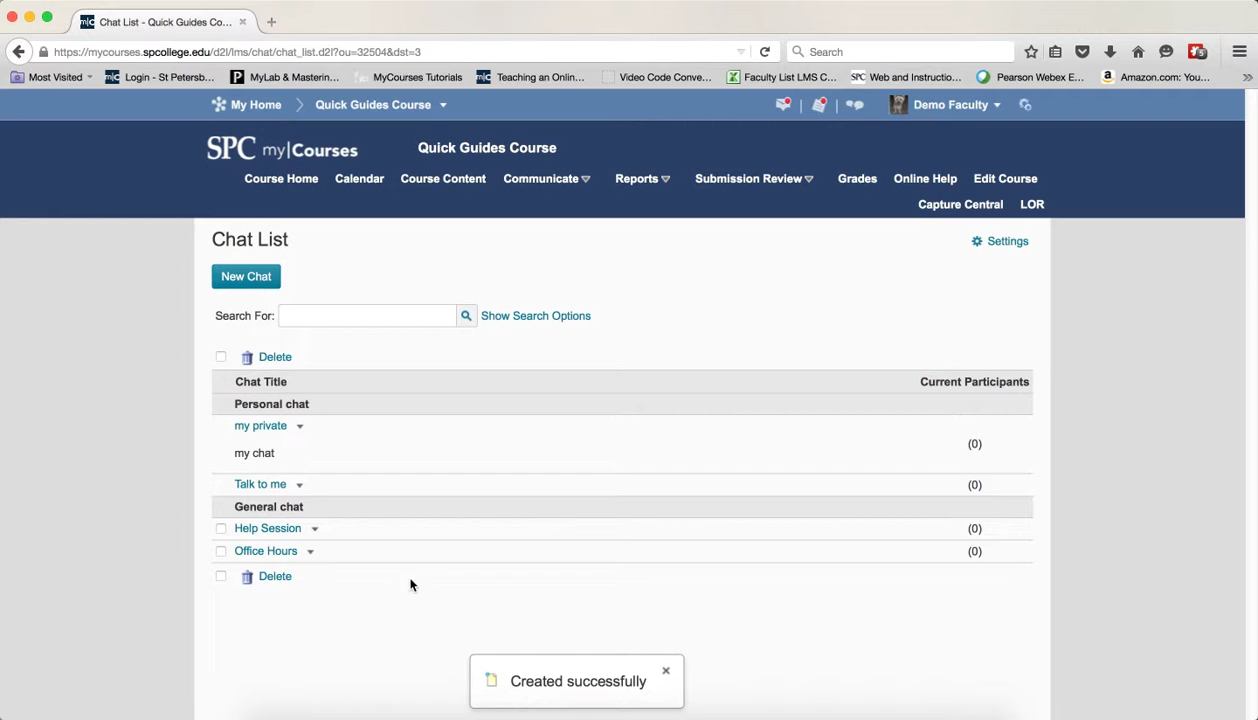 Chat List - Quick Guides Co...
https://mycourses.spcollege.edu/d2l/lms/chat/chat_list.d2l?ou=32504&dst=3
Search
5
Most Visited
m|c Login - St Petersb...
P MyLab & Mastering...
MyCourses Tutorials
m|c Teaching an Onlin...
Video Code Conve...
Faculty List LMS C...
SPC Web and Instructio...
Pearson Webex E...
a Amazon.com: You...
My Home
Quick Guides Course
Demo Faculty
SPC my|Courses
Quick Guides Course
Course Home
Calendar
Course Content
Communicate
Reports
Submission Review
Grades
Online Help
Edit Course
Capture Central
LOR
Chat List
Settings
New Chat
Search For:
Show Search Options
Delete
Chat Title
Current Participants
Personal chat
my private
(0)
my chat
Talk to me
(0)
General chat
Help Session
(0)
Office Hours
(0)
Delete
Created successfully